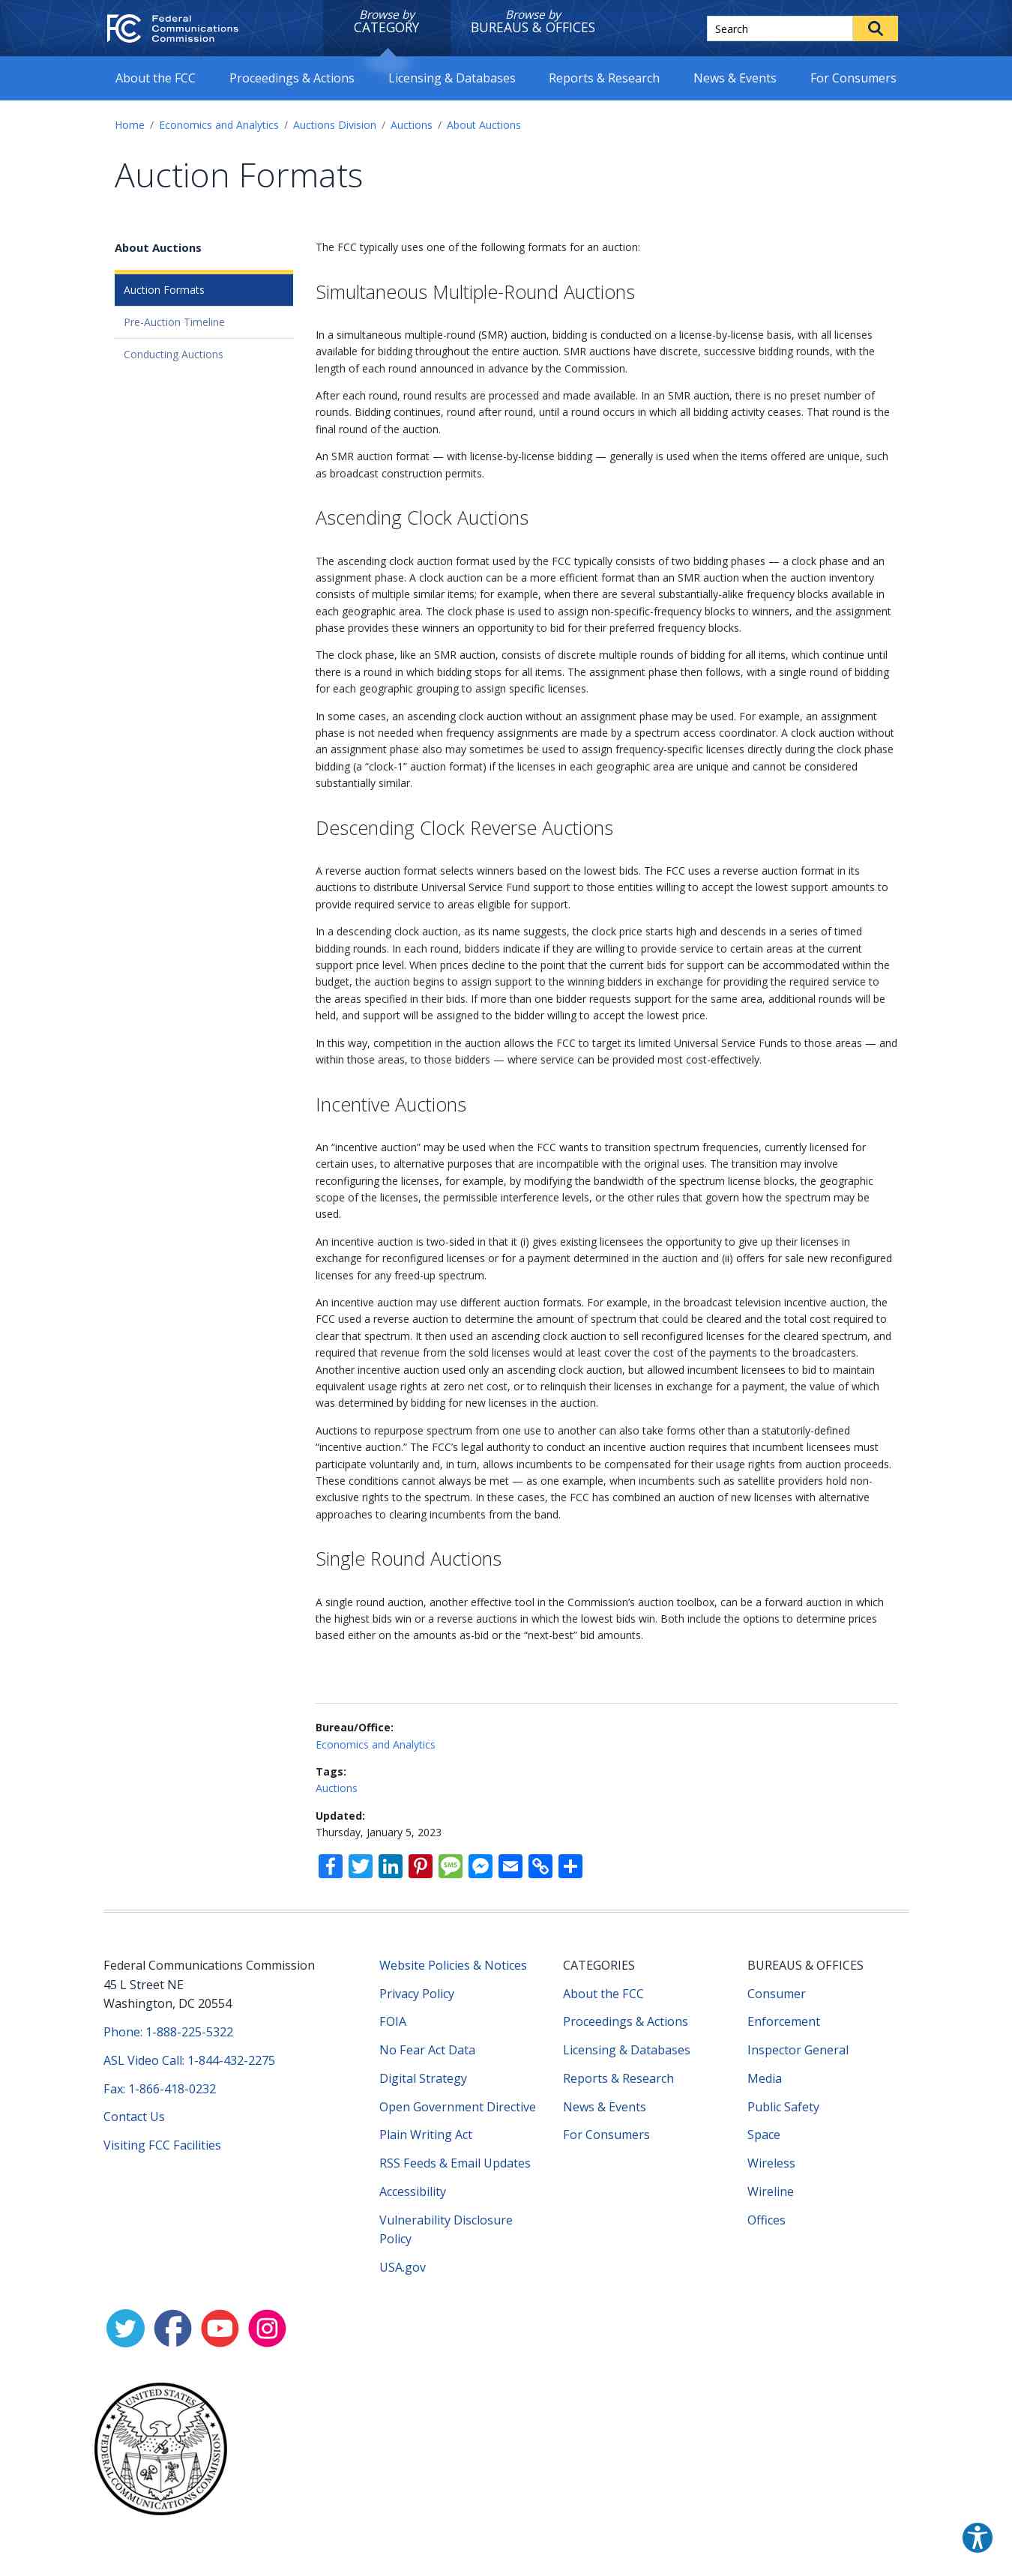 Federal
Communications
Commission
Browse by
CATEGORY
Browse by
BUREAUS & OFFICES
Search
About the FCC
Proceedings & Actions
Licensing & Databases
Reports & Research
News & Events
For Consumers
Home / Economics and Analytics / Auctions Division / Auctions / About Auctions
Auction Formats
About Auctions
Auction Formats
Pre-Auction Timeline
Conducting Auctions
The FCC typically uses one of the following formats for an auction:
Simultaneous Multiple-Round Auctions
In a simultaneous multiple-round (SMR) auction, bidding is conducted on a license-by-license basis, with all licenses
available for bidding throughout the entire auction. SMR auctions have discrete, successive bidding rounds, with the
length of each round announced in advance by the Commission.
After each round, round results are processed and made available. In an SMR auction, there is no preset number of
rounds. Bidding continues, round after round, until a round occurs in which all bidding activity ceases. That round is the
final round of the auction.
An SMR auction format — with license-by-license bidding — generally is used when the items offered are unique, such
as broadcast construction permits.
Ascending Clock Auctions
The ascending clock auction format used by the FCC typically consists of two bidding phases — a clock phase and an
assignment phase. A clock auction can be a more efficient format than an SMR auction when the auction inventory
consists of multiple similar items; for example, when there are several substantially-alike frequency blocks available in
each geographic area. The clock phase is used to assign non-specific-frequency blocks to winners, and the assignment
phase provides these winners an opportunity to bid for their preferred frequency blocks.
The clock phase, like an SMR auction, consists of discrete multiple rounds of bidding for all items, which continue until
there is a round in which bidding stops for all items. The assignment phase then follows, with a single round of bidding
for each geographic grouping to assign specific licenses.
In some cases, an ascending clock auction without an assignment phase may be used. For example, an assignment
phase is not needed when frequency assignments are made by a spectrum access coordinator. A clock auction without
an assignment phase also may sometimes be used to assign frequency-specific licenses directly during the clock phase
bidding (a “clock-1” auction format) if the licenses in each geographic area are unique and cannot be considered
substantially similar.
Descending Clock Reverse Auctions
A reverse auction format selects winners based on the lowest bids. The FCC uses a reverse auction format in its
auctions to distribute Universal Service Fund support to those entities willing to accept the lowest support amounts to
provide required service to areas eligible for support.
In a descending clock auction, as its name suggests, the clock price starts high and descends in a series of timed
bidding rounds. In each round, bidders indicate if they are willing to provide service to certain areas at the current
support price level. When prices decline to the point that the current bids for support can be accommodated within the
budget, the auction begins to assign support to the winning bidders in exchange for providing the required service to
the areas specified in their bids. If more than one bidder requests support for the same area, additional rounds will be
held, and support will be assigned to the bidder willing to accept the lowest price.
In this way, competition in the auction allows the FCC to target its limited Universal Service Funds to those areas — and
within those areas, to those bidders — where service can be provided most cost-effectively.
Incentive Auctions
An “incentive auction” may be used when the FCC wants to transition spectrum frequencies, currently licensed for
certain uses, to alternative purposes that are incompatible with the original uses. The transition may involve
reconfiguring the licenses, for example, by modifying the bandwidth of the spectrum license blocks, the geographic
scope of the licenses, the permissible interference levels, or the other rules that govern how the spectrum may be
used.
An incentive auction is two-sided in that it (i) gives existing licensees the opportunity to give up their licenses in
exchange for reconfigured licenses or for a payment determined in the auction and (ii) offers for sale new reconfigured
licenses for any freed-up spectrum.
An incentive auction may use different auction formats. For example, in the broadcast television incentive auction, the
FCC used a reverse auction to determine the amount of spectrum that could be cleared and the total cost required to
clear that spectrum. It then used an ascending clock auction to sell reconfigured licenses for the cleared spectrum, and
required that revenue from the sold licenses would at least cover the cost of the payments to the broadcasters.
Another incentive auction used only an ascending clock auction, but allowed incumbent licensees to bid to maintain
equivalent usage rights at zero net cost, or to relinquish their licenses in exchange for a payment, the value of which
was determined by bidding for new licenses in the auction.
Auctions to repurpose spectrum from one use to another can also take forms other than a statutorily-defined
“incentive auction.” The FCC’s legal authority to conduct an incentive auction requires that incumbent licensees must
participate voluntarily and, in turn, allows incumbents to be compensated for their usage rights from auction proceeds.
These conditions cannot always be met — as one example, when incumbents such as satellite providers hold non-
exclusive rights to the spectrum. In these cases, the FCC has combined an auction of new licenses with alternative
approaches to clearing incumbents from the band.
Single Round Auctions
A single round auction, another effective tool in the Commission’s auction toolbox, can be a forward auction in which
the highest bids win or a reverse auctions in which the lowest bids win. Both include the options to determine prices
based either on the amounts as-bid or the “next-best” bid amounts.
Bureau/Office:
Economics and Analytics
Tags:
Auctions
Updated:
Thursday, January 5, 2023
SMS
Federal Communications Commission
45 L Street NE
Washington, DC 20554
Phone: 1-888-225-5322
ASL Video Call: 1-844-432-2275
Fax: 1-866-418-0232
Contact Us
Visiting FCC Facilities
Website Policies & Notices
Privacy Policy
FOIA
No Fear Act Data
Digital Strategy
Open Government Directive
Plain Writing Act
RSS Feeds & Email Updates
Accessibility
Vulnerability Disclosure
Policy
USA.gov
CATEGORIES
About the FCC
Proceedings & Actions
Licensing & Databases
Reports & Research
News & Events
For Consumers
BUREAUS & OFFICES
Consumer
Enforcement
Inspector General
Media
Public Safety
Space
Wireless
Wireline
Offices
UNITED STATES
FEDERAL COMMUNICATIONS COMMISSION